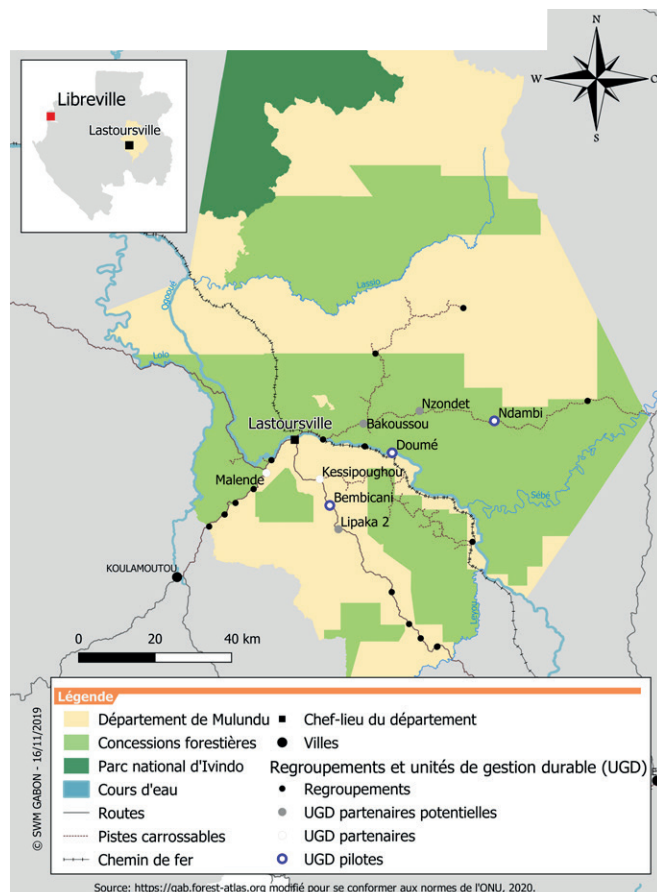 N
W
C
S
Libreville
Lastoursville
Ogooué
Lassio
Lolo
Nzondet
Ndambi
Bakoussou
Lastoursville
Doumé
Kessipoughou
Malende
Sébé
Bembicani
Lipaka 2
KOULAMOUTOU
Leyou
0 20 40 km
Légende
Département de Mulundu
Concessions forestières
Parc national d'Ivindo
Cours d'eau
Routes
Pistes carrossables
Chemin de fer
Chef-lieu du département
Villes
Regroupements et unités de gestion durable (UGD)
Regroupements
UGD partenaires potentielles
UGD partenaires
UGD pilotes
© SWM GABON - 16/11/2019
Source: https://gab.forest-atlas.org modifié pour se conformer aux normes de l'ONU, 2020.